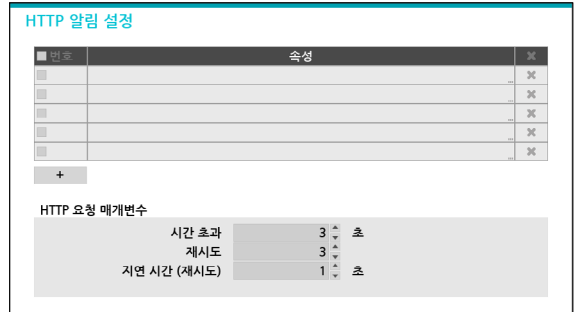 HTTP 알림 설정
번호 속성
...
...
...
...
...
+
HTTP 요청 매개변수
시간 초과 3 초
재시도 3
지연 시간 (재시도) 1 초